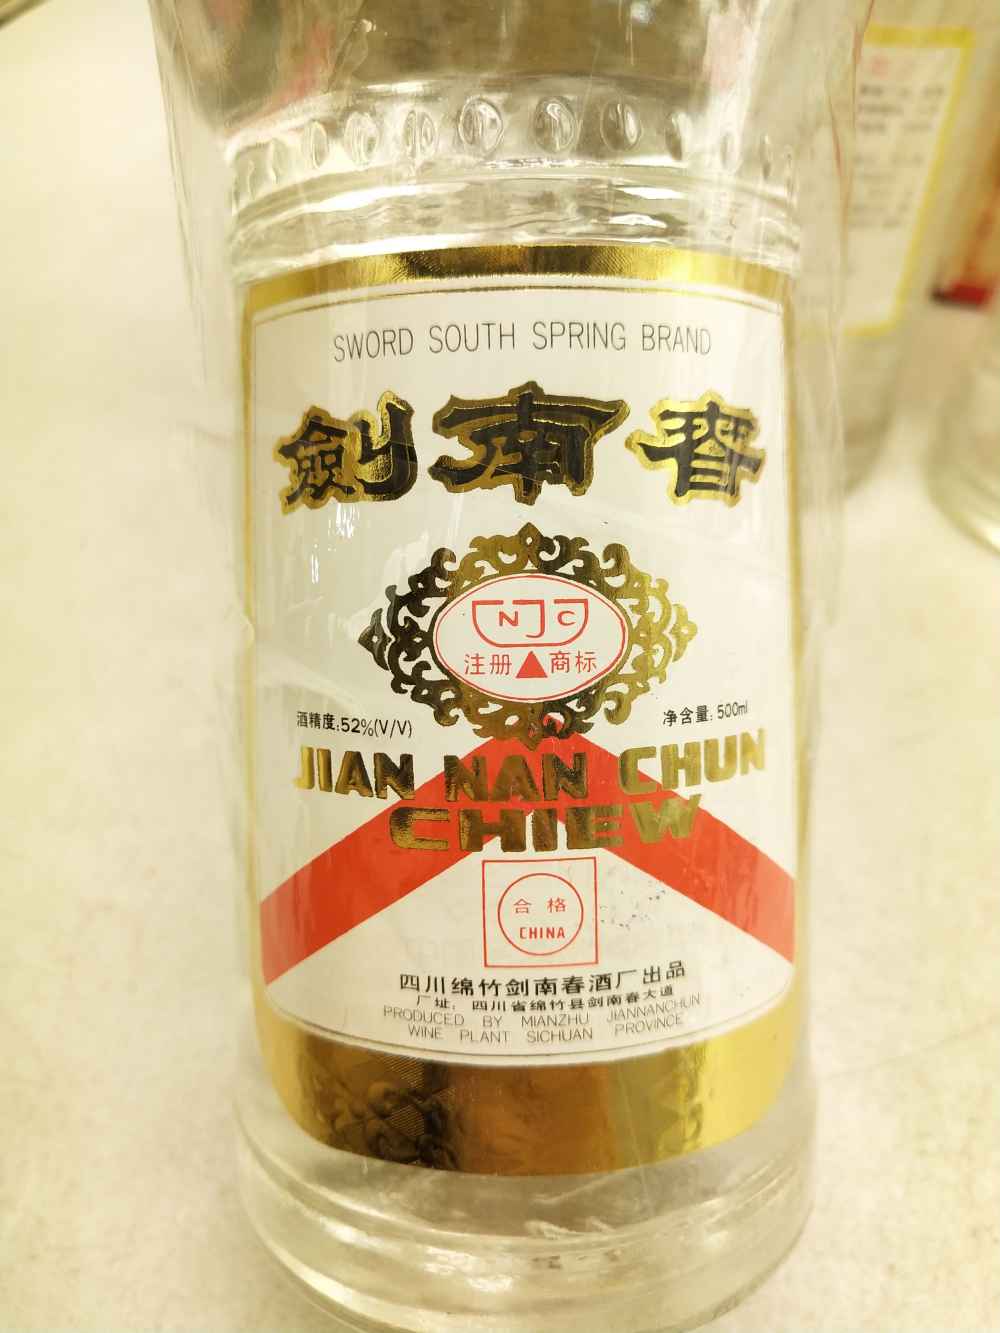 SWORD SOUTH SPRING BRAND
劍南春
NJC
注册 商标
酒精度:52%(V/V)
净含量:500ml
JIAN NAN CHUN
CHIEW
合格
CHINA
四川绵竹剑南春酒厂出品
厂址:四川省绵竹县剑南春大道
PRODUCED BY MIANZHU JIANNANCHUN
WINE PLANT SICHUAN PROVINCE